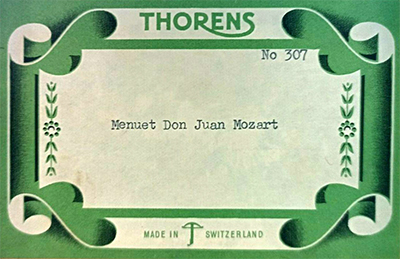 THORENS
No 307
Menuet Don Juan Mozart
MADE IN SWITZERLAND